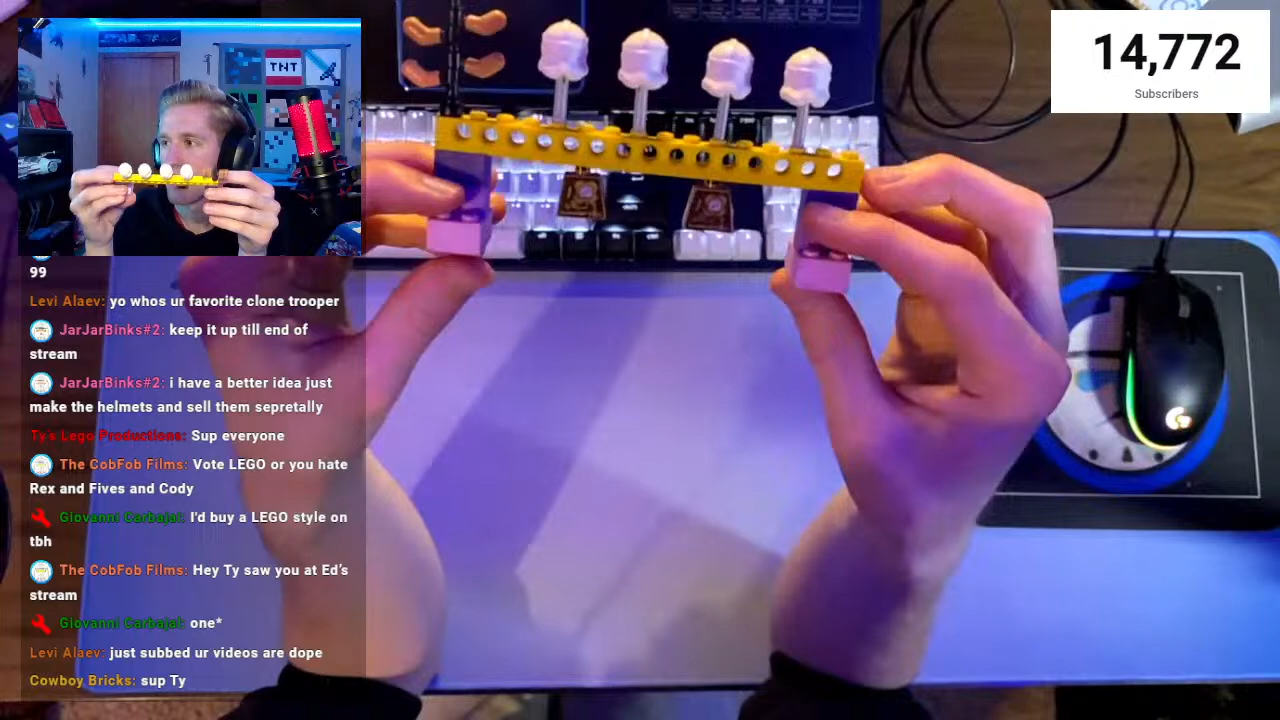 TNT
14,772
Subscribers
99
Levi Alaev: yo whos ur favorite clone trooper
JarJarBinks#2: keep it up till end of
stream
JarJarBinks#2: i have a better idea just
make the helmets and sell them sepretally
Ty's Lego Productions: Sup everyone
The CobFob Films: Vote LEGO or you hate
Rex and Fives and Cody
Giovanni Carbajal: I'd buy a LEGO style on
tbh
The CobFob Films: Hey Ty saw you at Ed's
stream
Giovanni Carbajal: one*
Levi Alaev: just subbed ur videos are dope
Cowboy Bricks: sup Ty